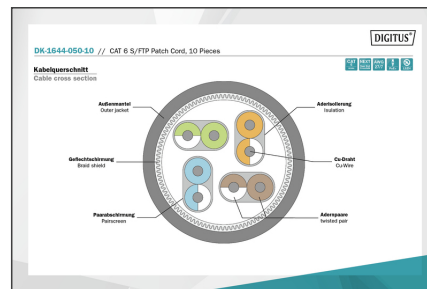 DIGITUS®
DK-1644-050-10 // CAT 6 S/FTP Patch Cord, 10 Pieces
Kabelquerschnitt
Cable cross section
Außenmantel
Outer jacket
Aderisolierung
Insulation
Geflechtschirmung
Braid shield
Cu-Draht
Cu-Wire
Paarabschirmung
Pairscreen
Adernpaare
twisted pair